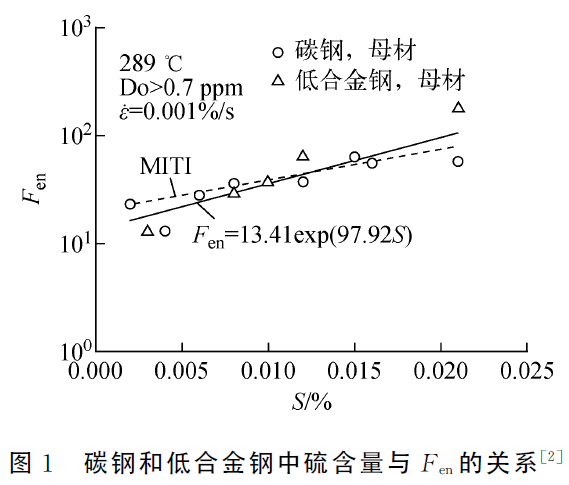 10³
289 ℃
Do>0.7 ppm
ε̇=0.001%/s
碳钢，母材
低合金钢，母材
10²
MITI
F_en
F_en=13.41exp(97.92S)
10¹
10⁰
0.000 0.005 0.010 0.015 0.020 0.025
S/%
图 1 碳钢和低合金钢中硫含量与 F_en 的关系[2]